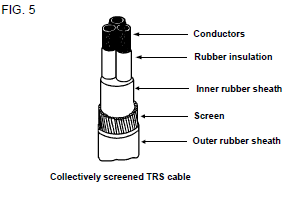 FIG. 5
Conductors
Rubber insulation
Inner rubber sheath
Screen
Outer rubber sheath
Collectively screened TRS cable